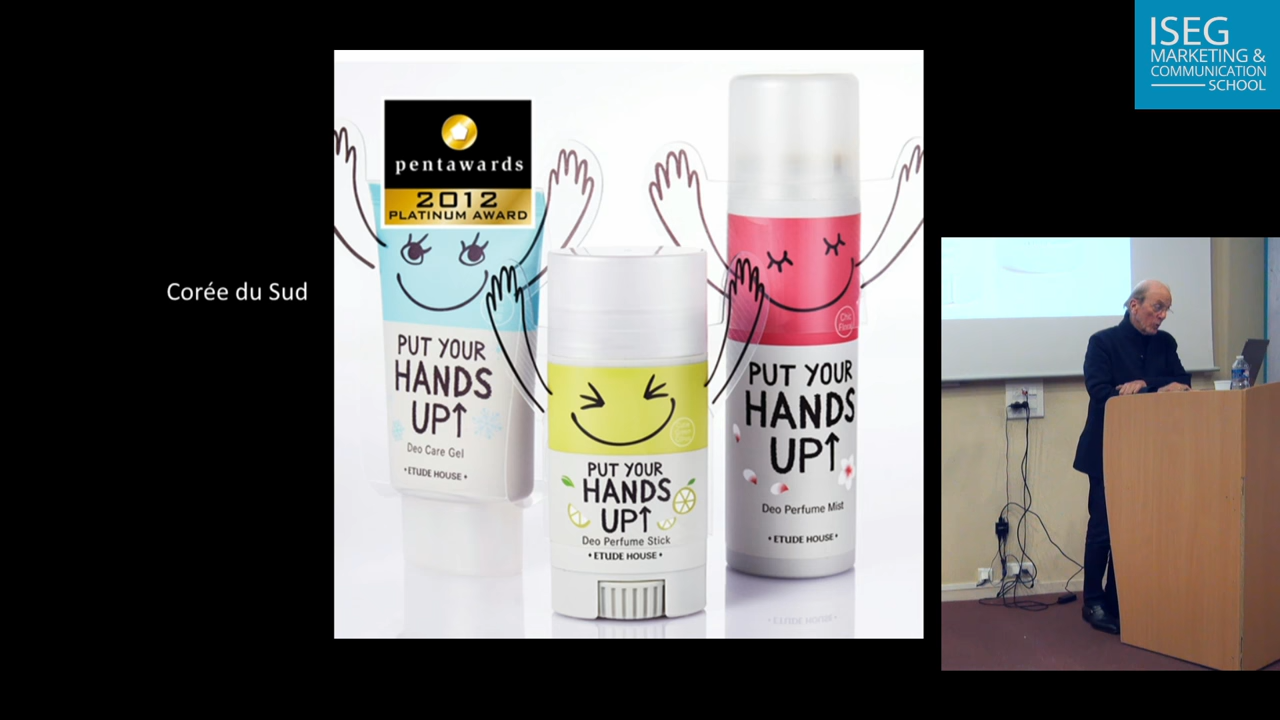 ISEG
MARKETING &
COMMUNICATION
SCHOOL
pentawards
2012
PLATINUM AWARD
Corée du Sud
PUT YOUR
HANDS
UP↑
Deo Care Gel
• ETUDE HOUSE •
PUT YOUR
HANDS
UP↑
Deo Perfume Stick
• ETUDE HOUSE •
Chic
Floral
PUT YOUR
HANDS
UP↑
Deo Perfume Mist
• ETUDE HOUSE •